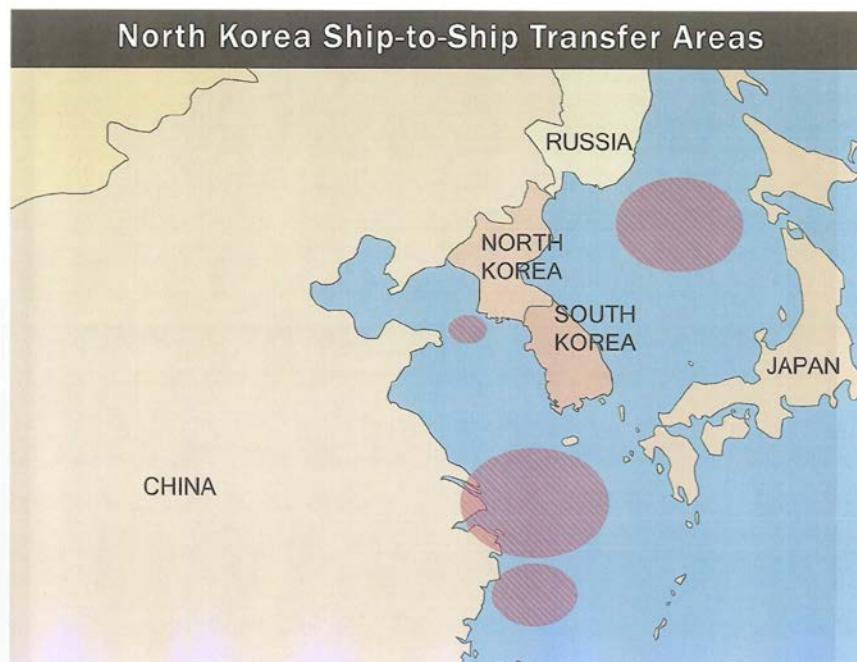 North Korea Ship-to-Ship Transfer Areas
RUSSIA
NORTH
KOREA
SOUTH
KOREA
JAPAN
CHINA